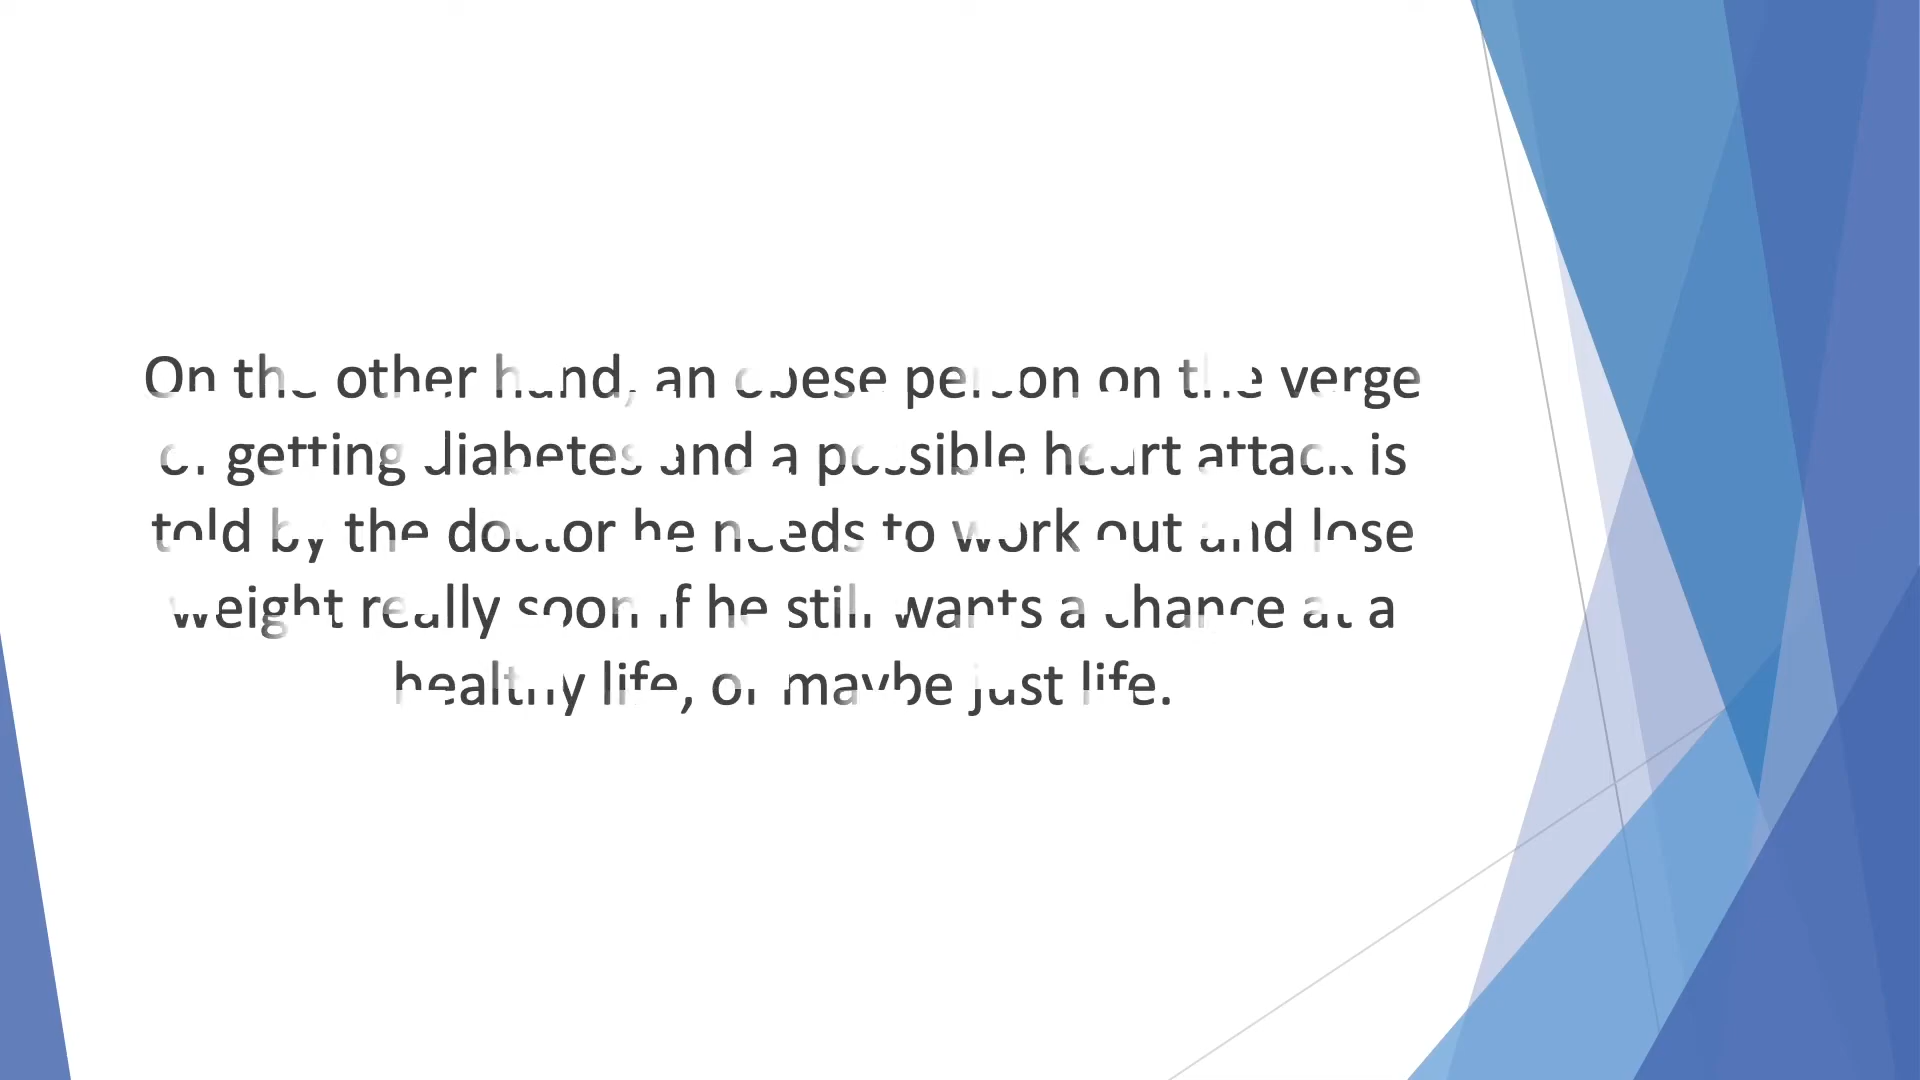 On the other hand, an obese person on the verge
of getting diabetes and a possible heart attack is
told by the doctor he needs to work out and lose
weight really soon if he still wants a chance at a
healthy life, or maybe just life.